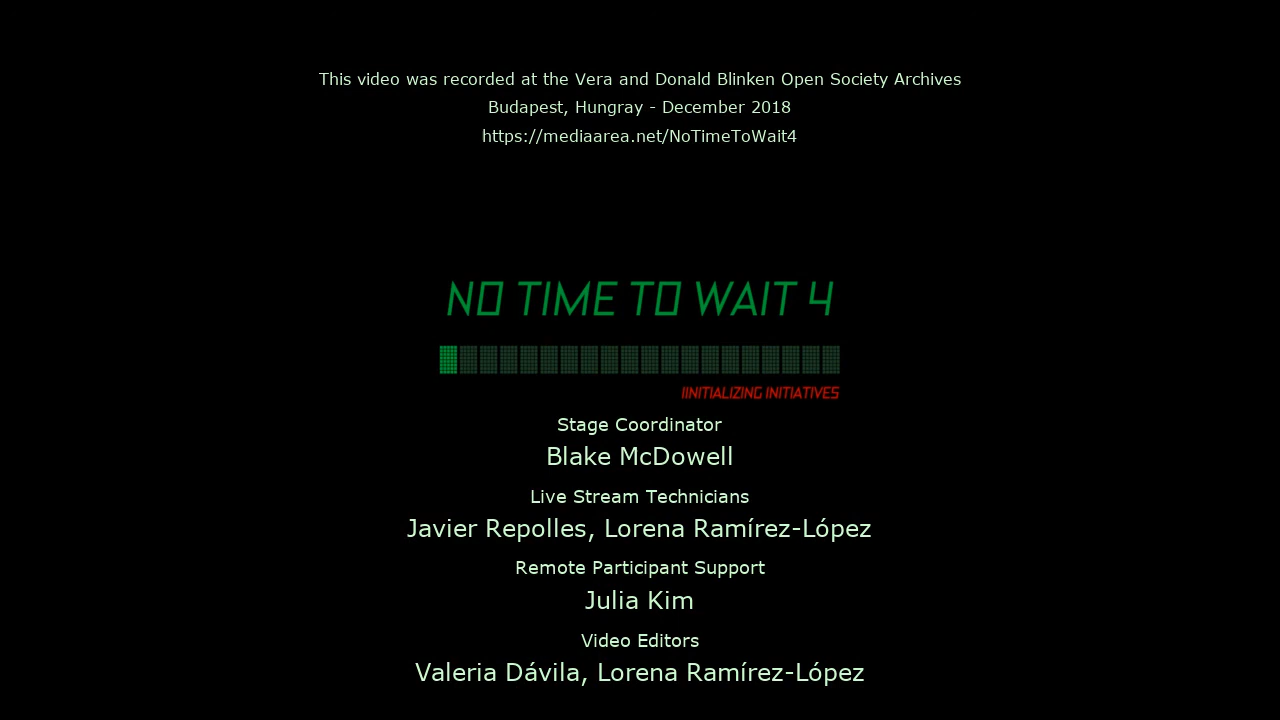 This video was recorded at the Vera and Donald Blinken Open Society Archives
Budapest, Hungray - December 2018
https://mediaarea.net/NoTimeToWait4
NO TIME TO WAIT 4
IINITIALIZING INITIATIVES
Stage Coordinator
Blake McDowell
Live Stream Technicians
Javier Repolles, Lorena Ramírez-López
Remote Participant Support
Julia Kim
Video Editors
Valeria Dávila, Lorena Ramírez-López